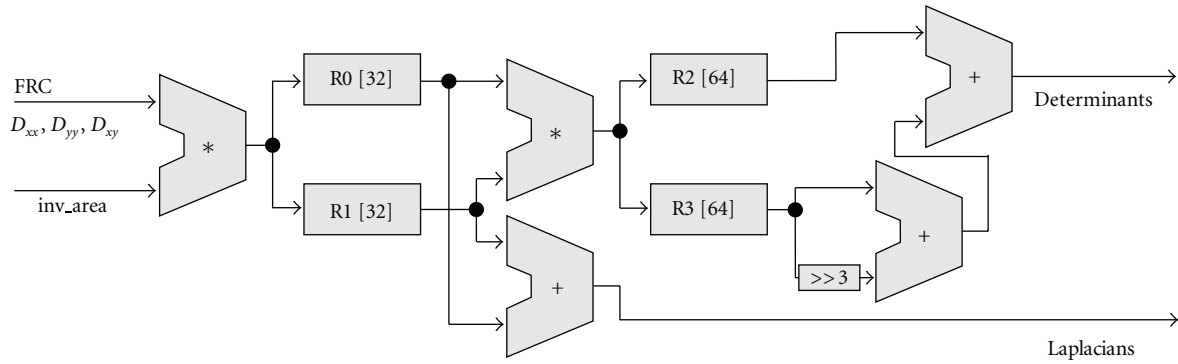 FRC
D_xx, D_yy, D_xy
inv_area
*
R0 [32]
R1 [32]
*
+
R2 [64]
R3 [64]
>>3
+
+
Determinants
Laplacians